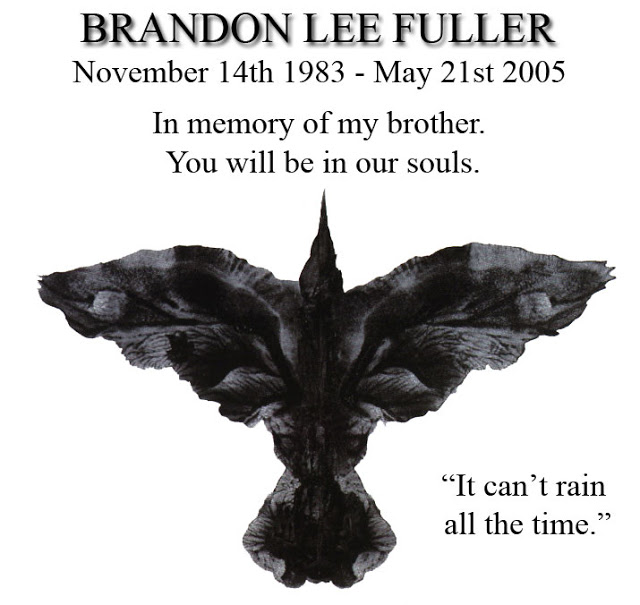 BRANDON LEE FULLER
November 14th 1983 - May 21st 2005
In memory of my brother.
You will be in our souls.
“It can’t rain
all the time.”